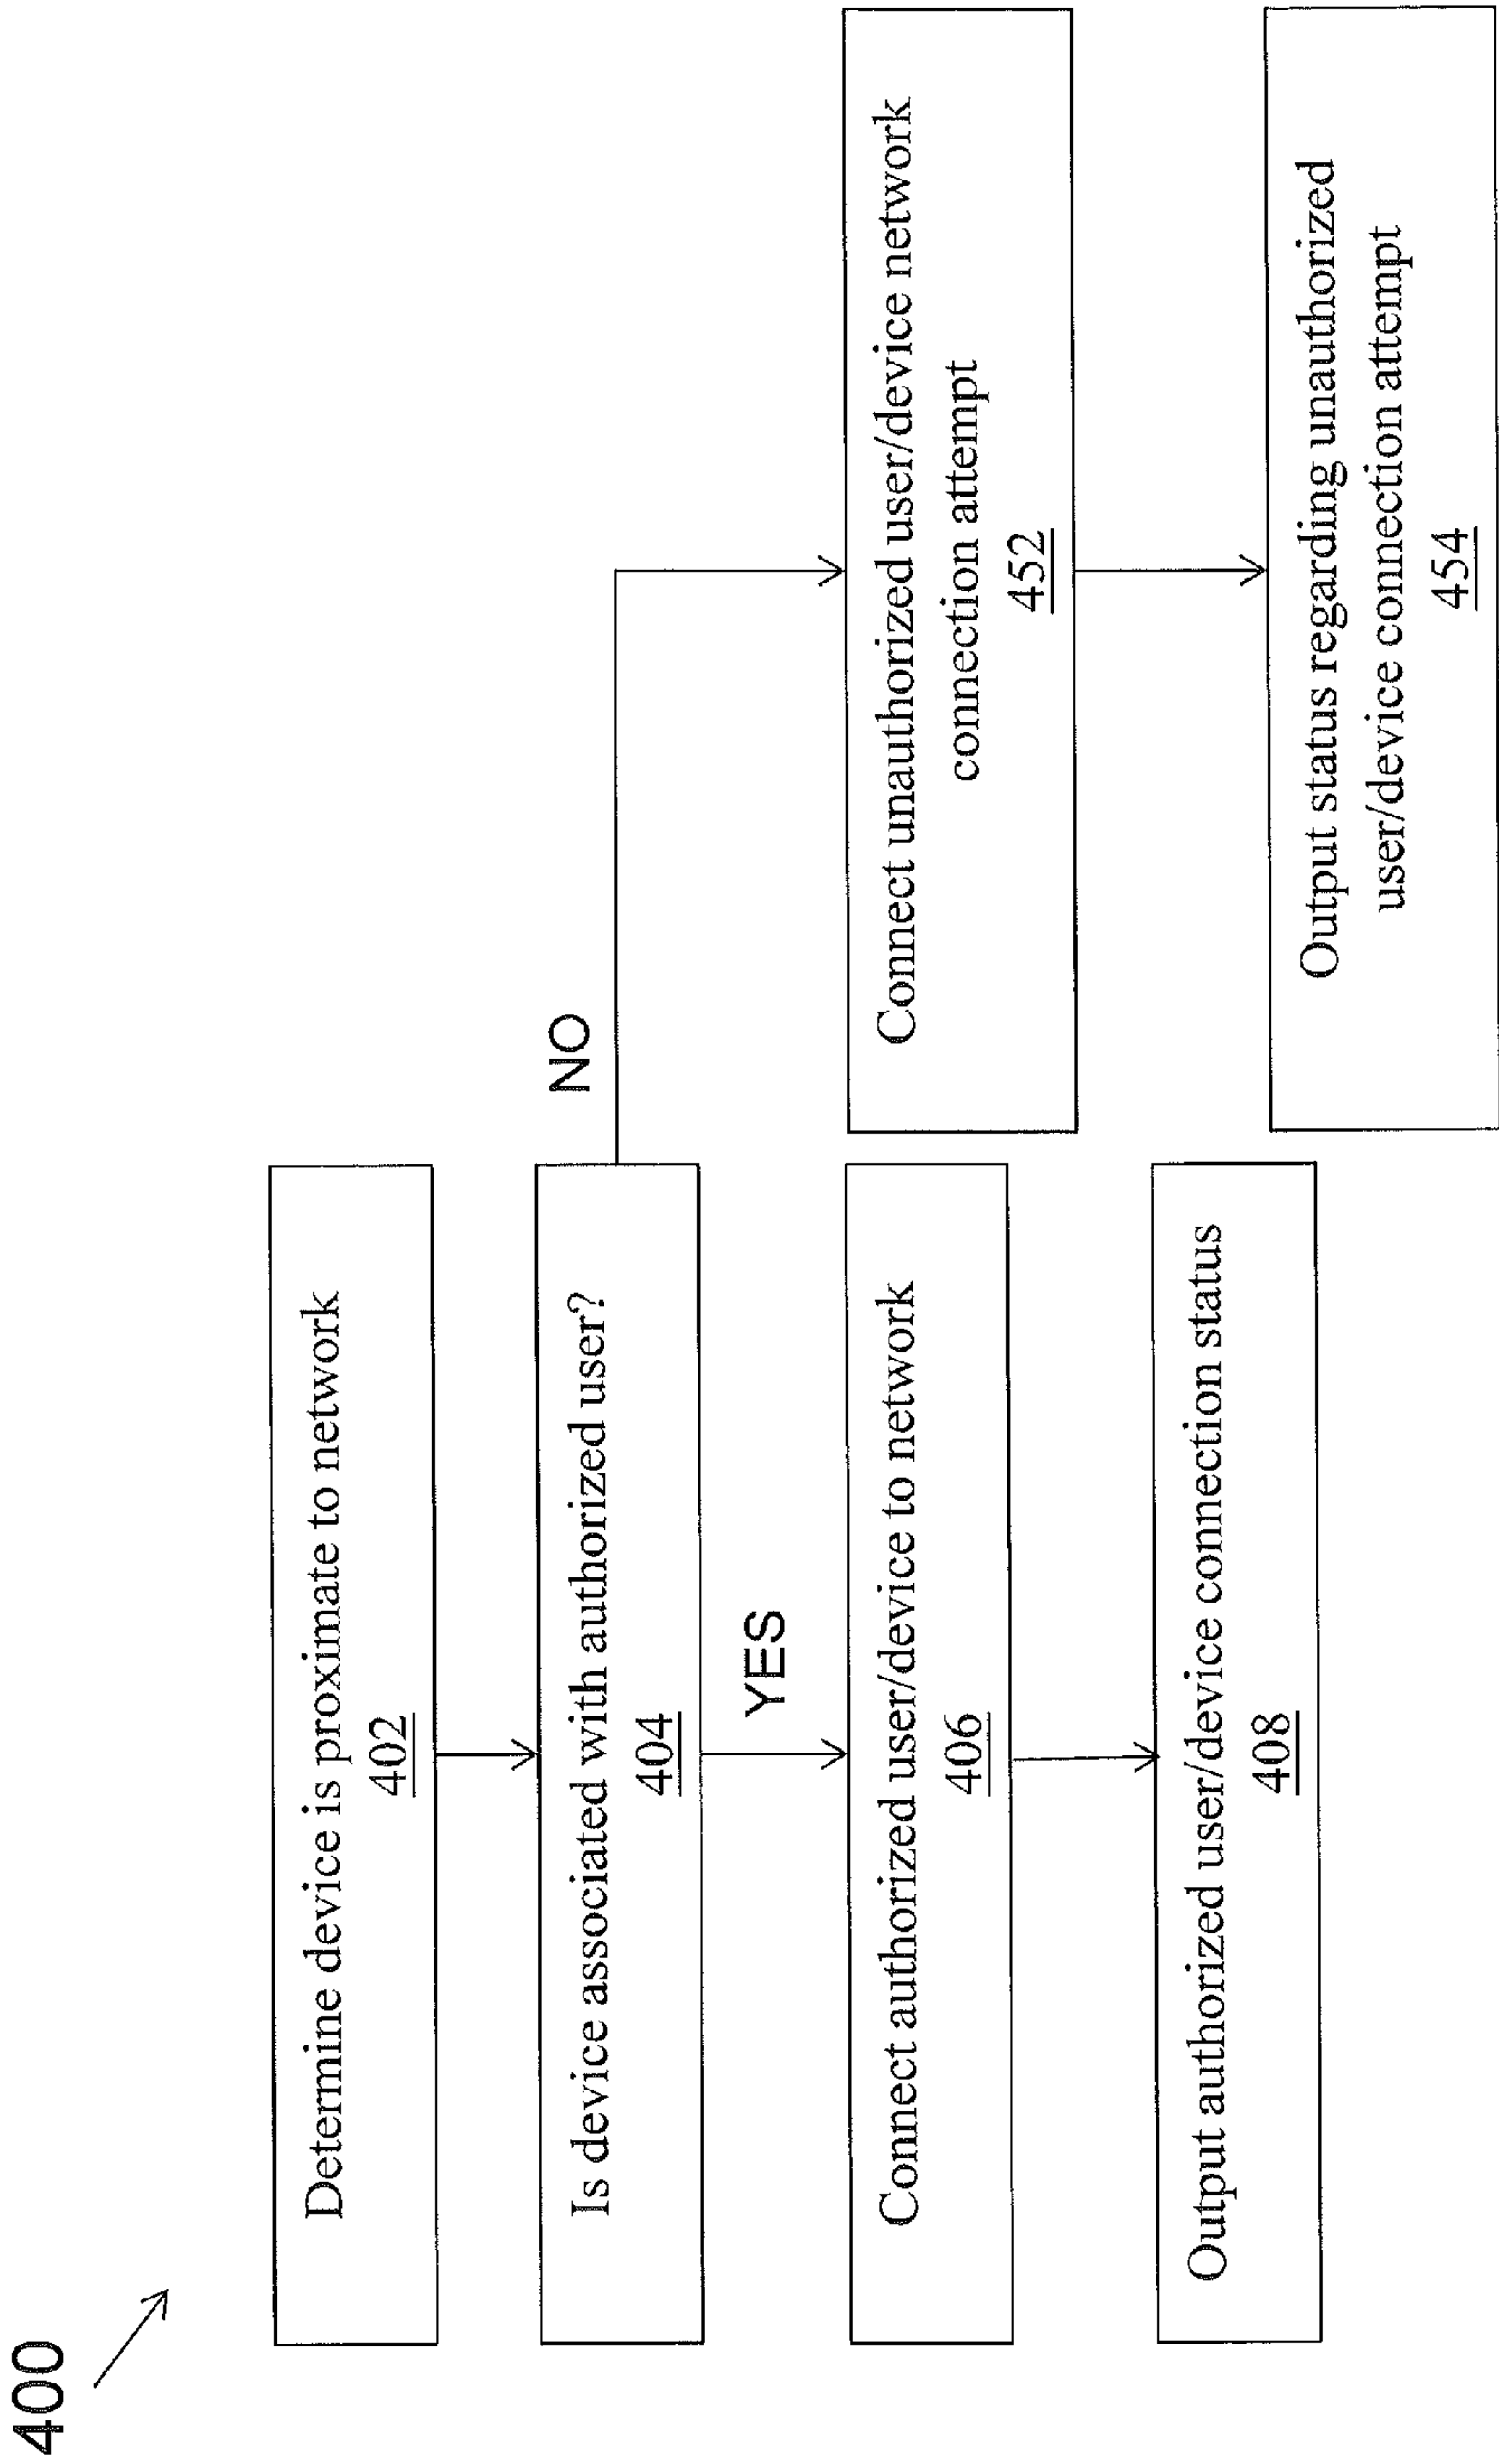 400
Determine device is proximate to network
402
Is device associated with authorized user?
404
NO
YES
Connect authorized user/device to network
406
Output authorized user/device connection status
408
Connect unauthorized user/device network
connection attempt
452
Output status regarding unauthorized
user/device connection attempt
454